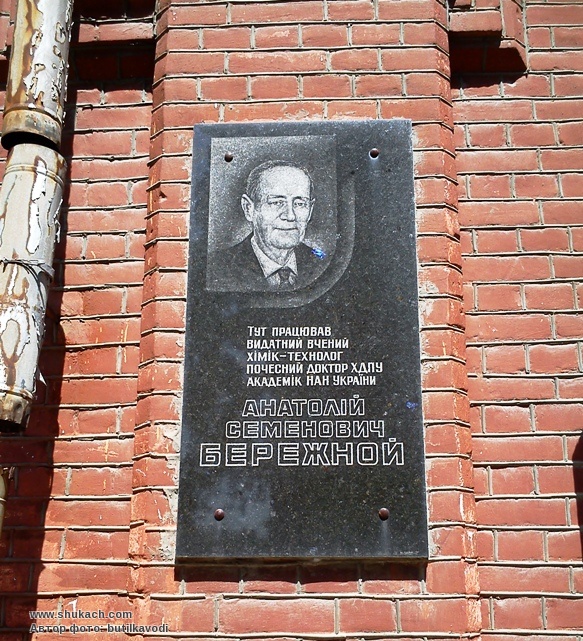 Тут працював
видатний вчений
хімік-технолог
почесний доктор ХДПУ
академік НАН України
АНАТОЛІЙ
СЕМЕНОВИЧ
БЕРЕЖНОЙ
www.shukach.com
Автор фото: butilkavodi